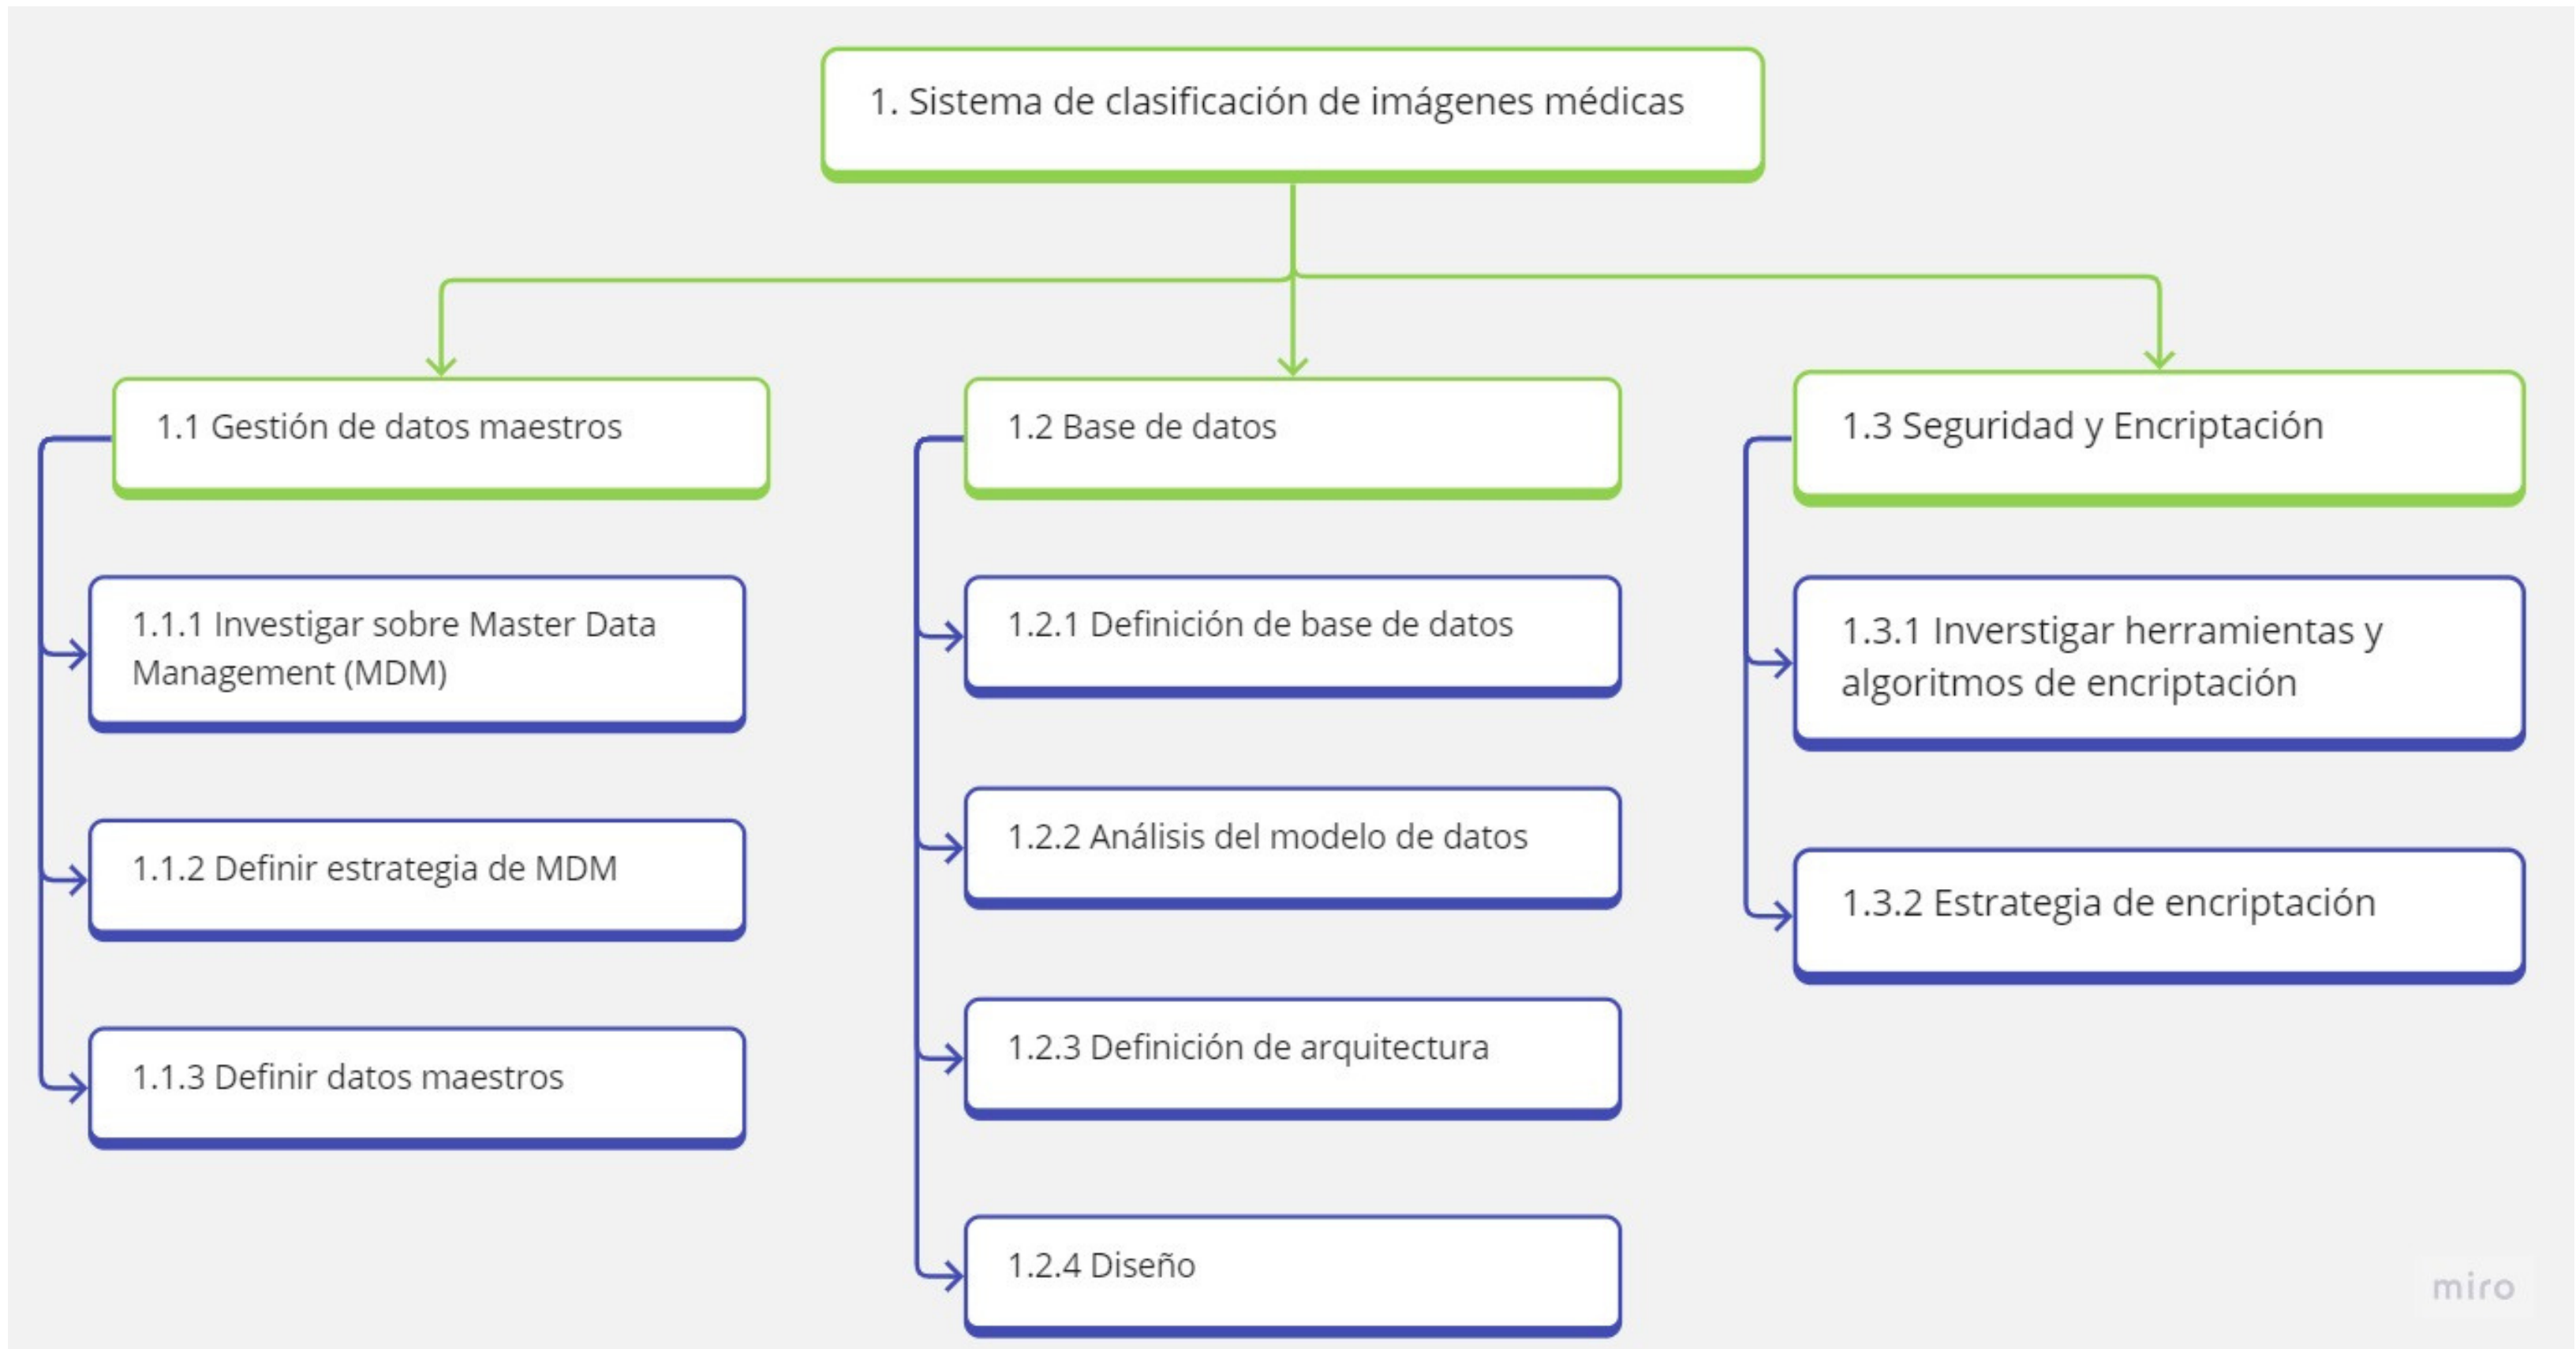 1. Sistema de clasificación de imágenes médicas
1.1 Gestión de datos maestros
1.1.1 Investigar sobre Master Data
Management (MDM)
1.1.2 Definir estrategia de MDM
1.1.3 Definir datos maestros
1.2 Base de datos
1.2.1 Definición de base de datos
1.2.2 Análisis del modelo de datos
1.2.3 Definición de arquitectura
1.2.4 Diseño
1.3 Seguridad y Encriptación
1.3.1 Inverstigar herramientas y
algoritmos de encriptación
1.3.2 Estrategia de encriptación
miro